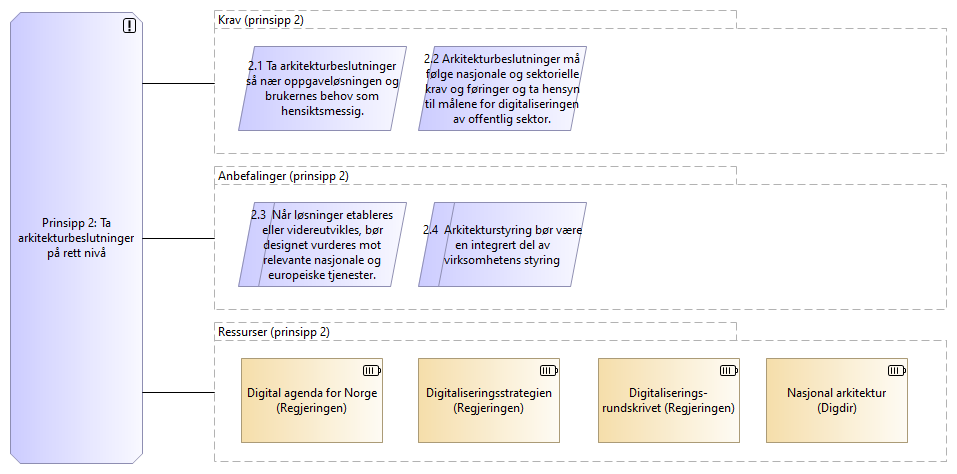 Prinsipp 2: Ta
arkitekturbeslutninger
på rett nivå
Krav (prinsipp 2)
2.1 Ta arkitekturbeslutninger
så nær oppgaveløsningen og
brukernes behov som
hensiktsmessig.
2.2 Arkitekturbeslutninger må
følge nasjonale og sektorielle
krav og føringer og ta hensyn
til målene for digitaliseringen
av offentlig sektor.
Anbefalinger (prinsipp 2)
2.3  Når løsninger etableres
eller videreutvikles, bør
designet vurderes mot
relevante nasjonale og
europeiske tjenester.
2.4  Arkitekturstyring bør være
en integrert del av
virksomhetens styring
Ressurser (prinsipp 2)
Digital agenda for Norge
(Regjeringen)
Digitaliseringsstrategien
(Regjeringen)
Digitaliserings-
rundskrivet (Regjeringen)
Nasjonal arkitektur
(Digdir)